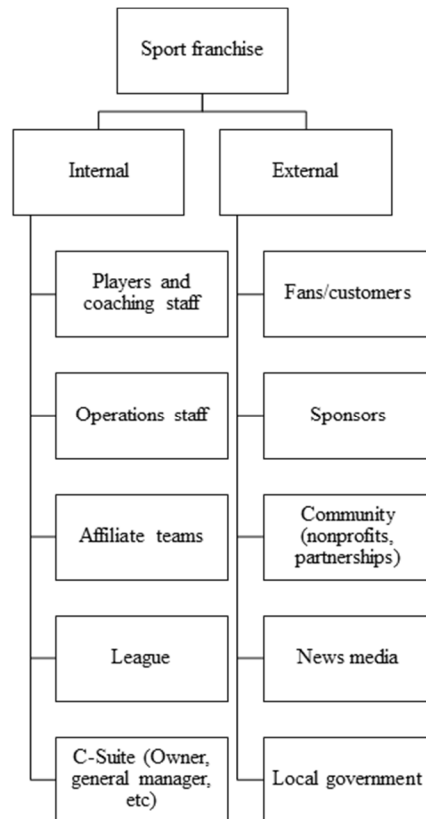 Sport franchise
Internal
External
Players and
coaching staff
Fans/customers
Operations staff
Sponsors
Affiliate teams
Community
(nonprofits,
partnerships)
League
News media
C-Suite (Owner,
general manager,
etc)
Local government